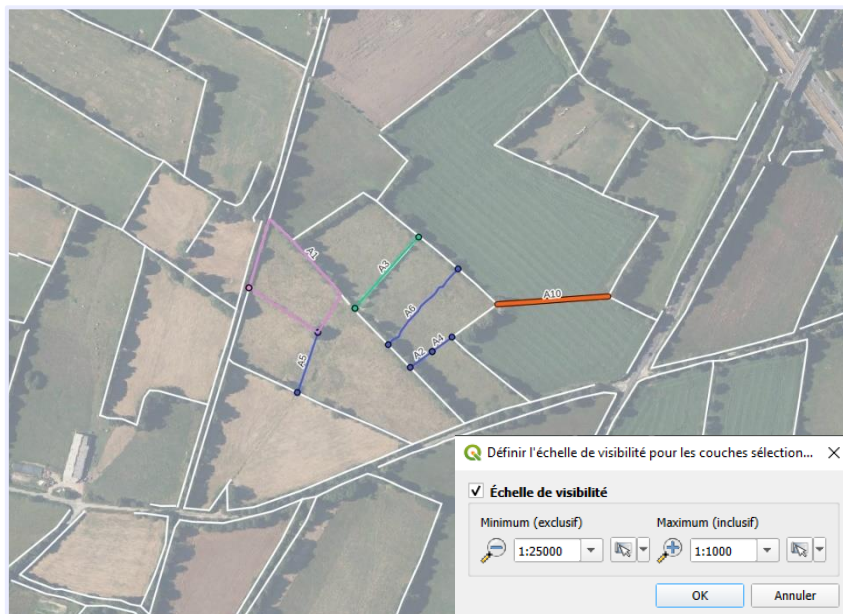 A1
A3
A10
A6
A5
A2
A4
Définir l'échelle de visibilité pour les couches sélection...
Échelle de visibilité
Minimum (exclusif) Maximum (inclusif)
1:25000 1:1000
OK Annuler